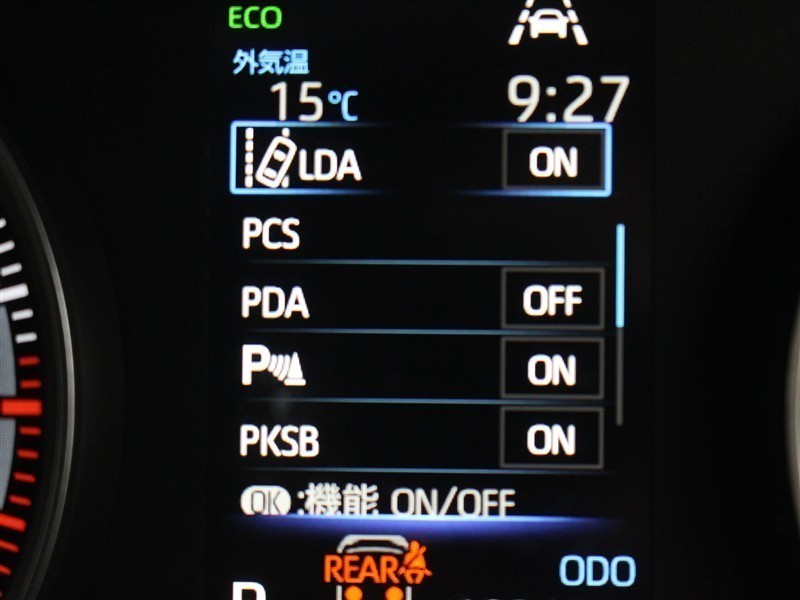 ECO
外気温
15℃ 9:27
LDA ON
PCS
PDA OFF
P ON
PKSB ON
OK :機能 ON/OFF
REAR ODO